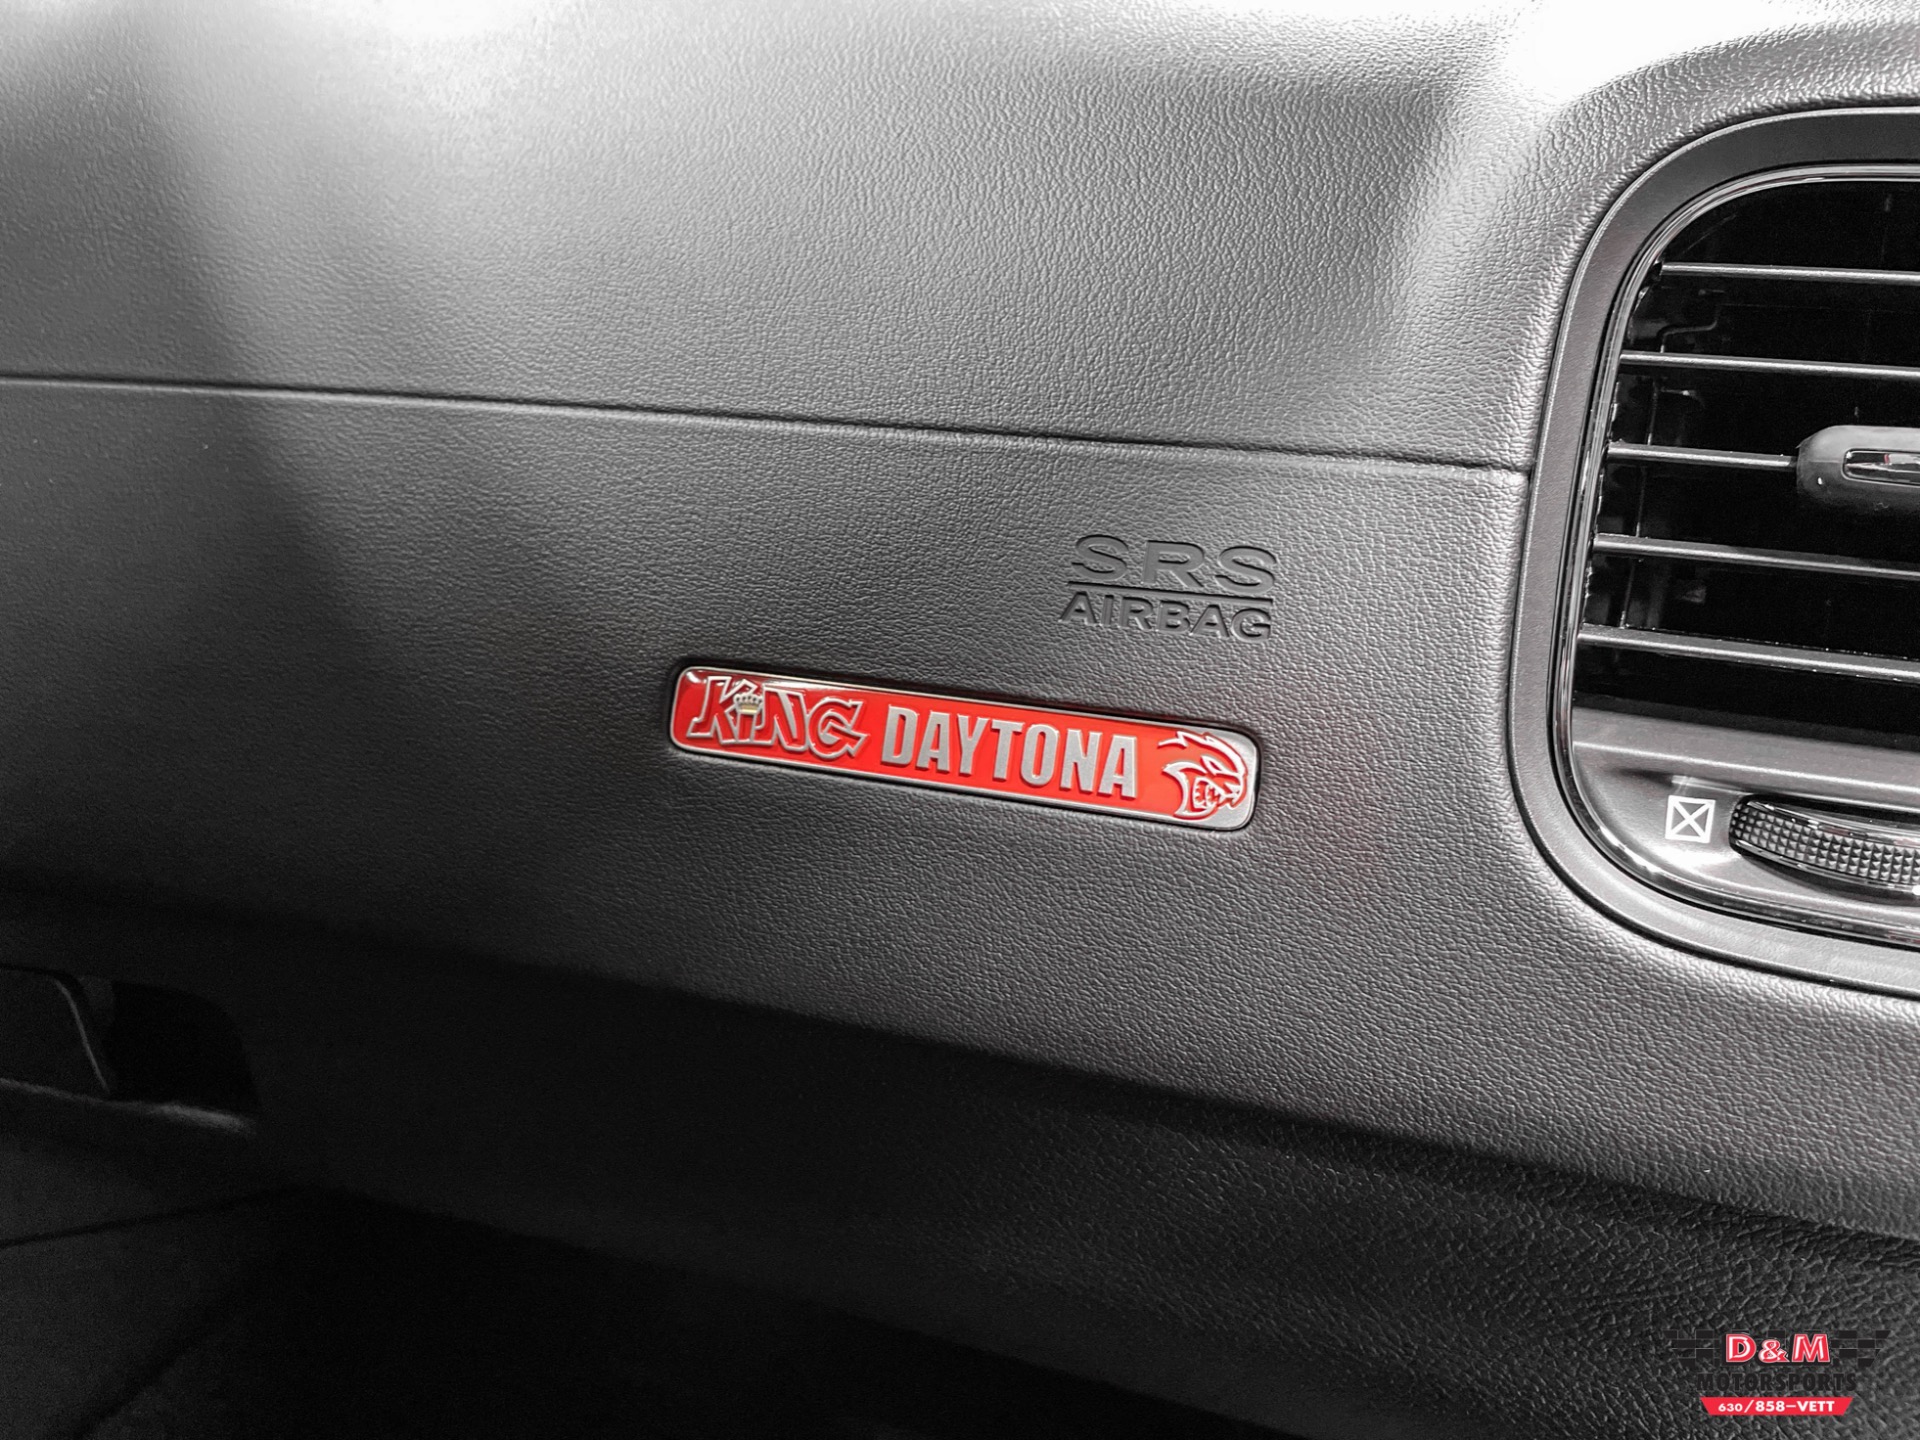 SRS
AIRBAG
KiNG DAYTONA
D&M
MOTORSPORTS
630/858-VETT